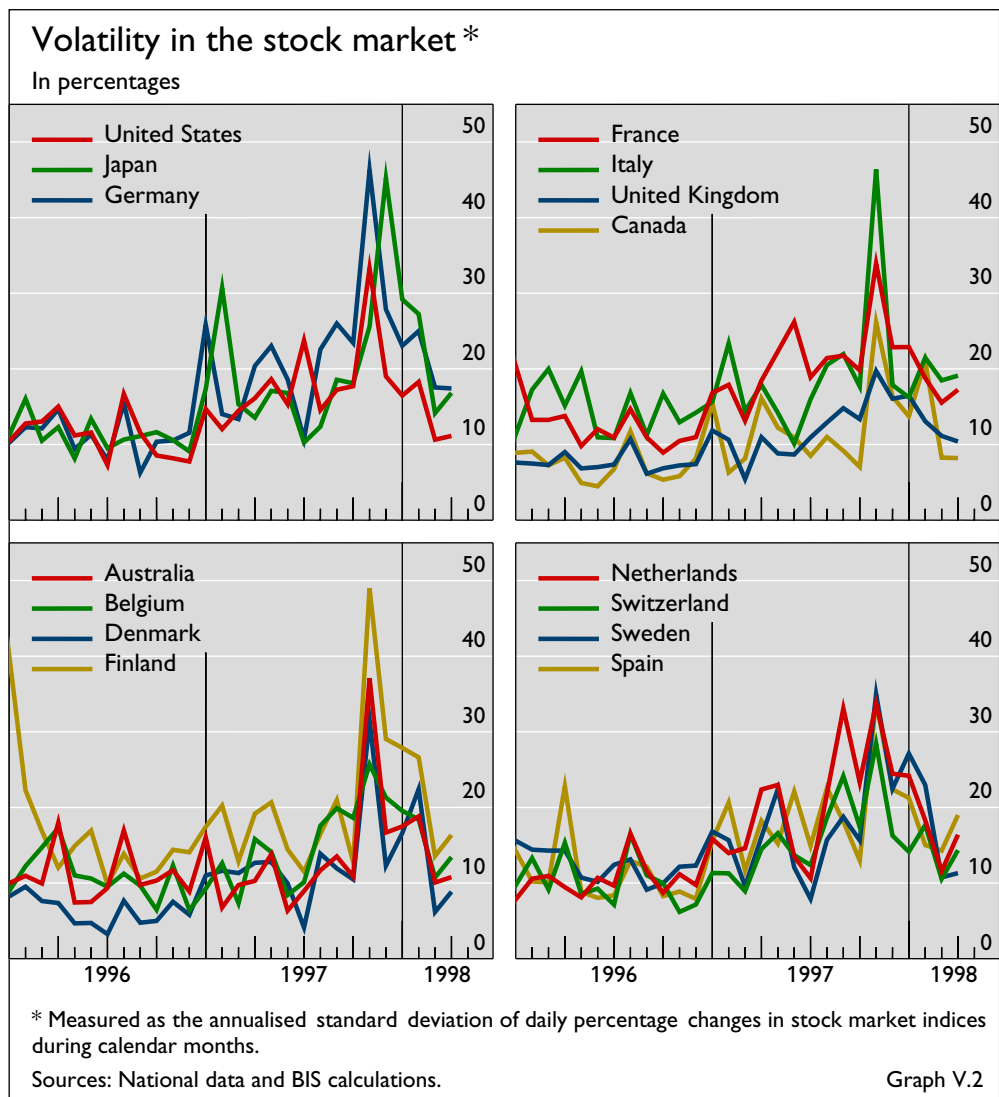 Volatility in the stock market *
In percentages
United States
Japan
Germany
50
40
30
20
10
0
France
Italy
United Kingdom
Canada
50
40
30
20
10
0
Australia
Belgium
Denmark
Finland
50
40
30
20
10
0
1996
1997
1998
Netherlands
Switzerland
Sweden
Spain
50
40
30
20
10
0
1996
1997
1998
* Measured as the annualised standard deviation of daily percentage changes in stock market indices
during calendar months.
Sources: National data and BIS calculations.
Graph V.2